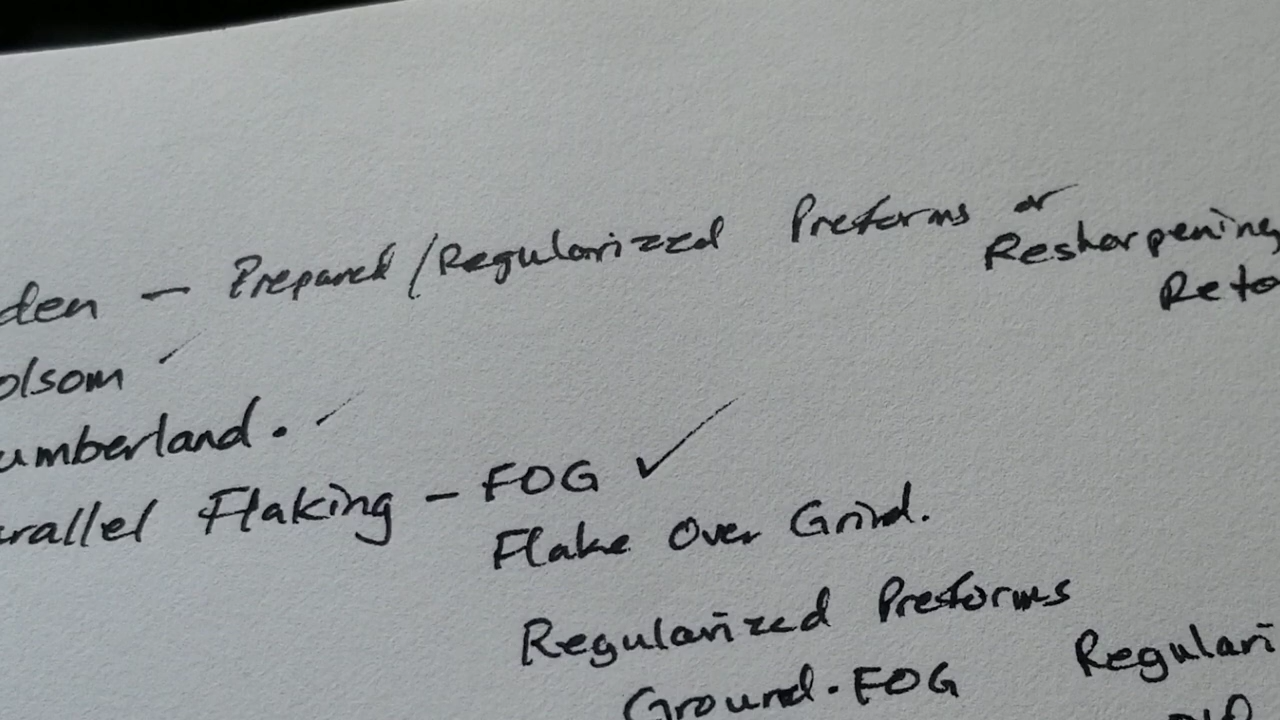 den — Prepared/Regularized Preforms or
Resharpening
Reto
olsom ✓
umberland. ✓
rallel Flaking – FOG ✓
Flake Over Grind.
Regularized Preforms
Ground. FOG Regulari